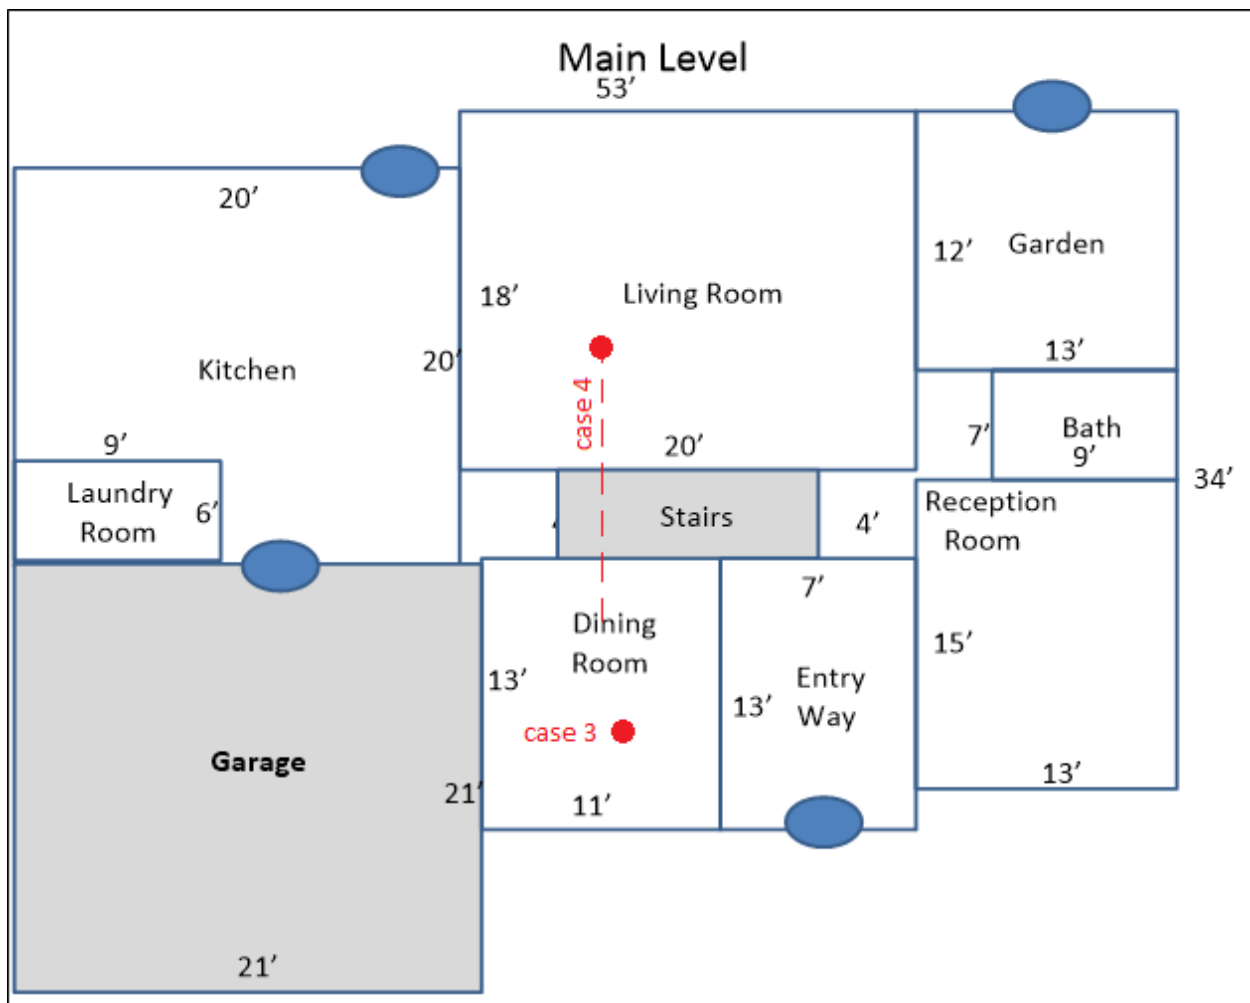 Main Level
53’
20’
12’
Garden
18’
Living Room
20’
Kitchen
case 4
13’
9’
20’
7’
Bath
9’
34’
Laundry
Room
6’
Stairs
4’
Reception
Room
7’
Dining
Room
13’
15’
Entry
Way
13’
case 3
Garage
21’
11’
13’
21’